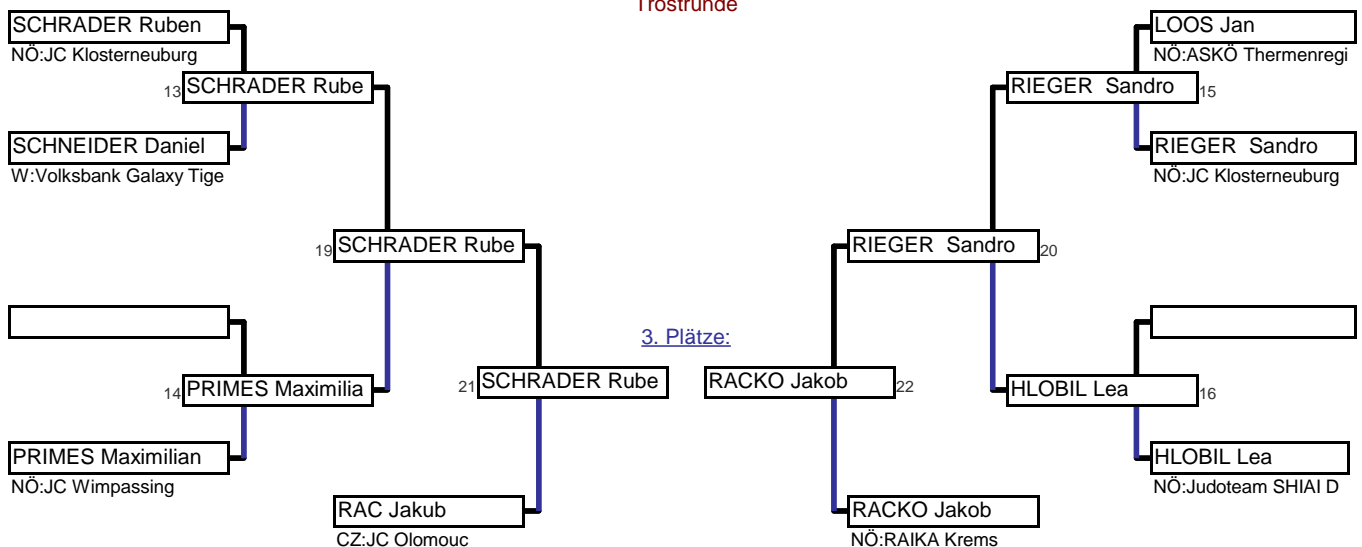 Trostrunde
SCHRADER Ruben
LOOS Jan
NÖ:JC Klosterneuburg
NÖ:ASKÖ Thermenregi
13 SCHRADER Rube
RIEGER  Sandro 15
SCHNEIDER Daniel
RIEGER  Sandro
W:Volksbank Galaxy Tige
NÖ:JC Klosterneuburg
19 SCHRADER Rube
RIEGER  Sandro 20
3. Plätze:
14 PRIMES Maximilia
21 SCHRADER Rube
RACKO Jakob 22
HLOBIL Lea 16
PRIMES Maximilian
HLOBIL Lea
NÖ:JC Wimpassing
NÖ:Judoteam SHIAI D
RAC Jakub
RACKO Jakob
CZ:JC Olomouc
NÖ:RAIKA Krems